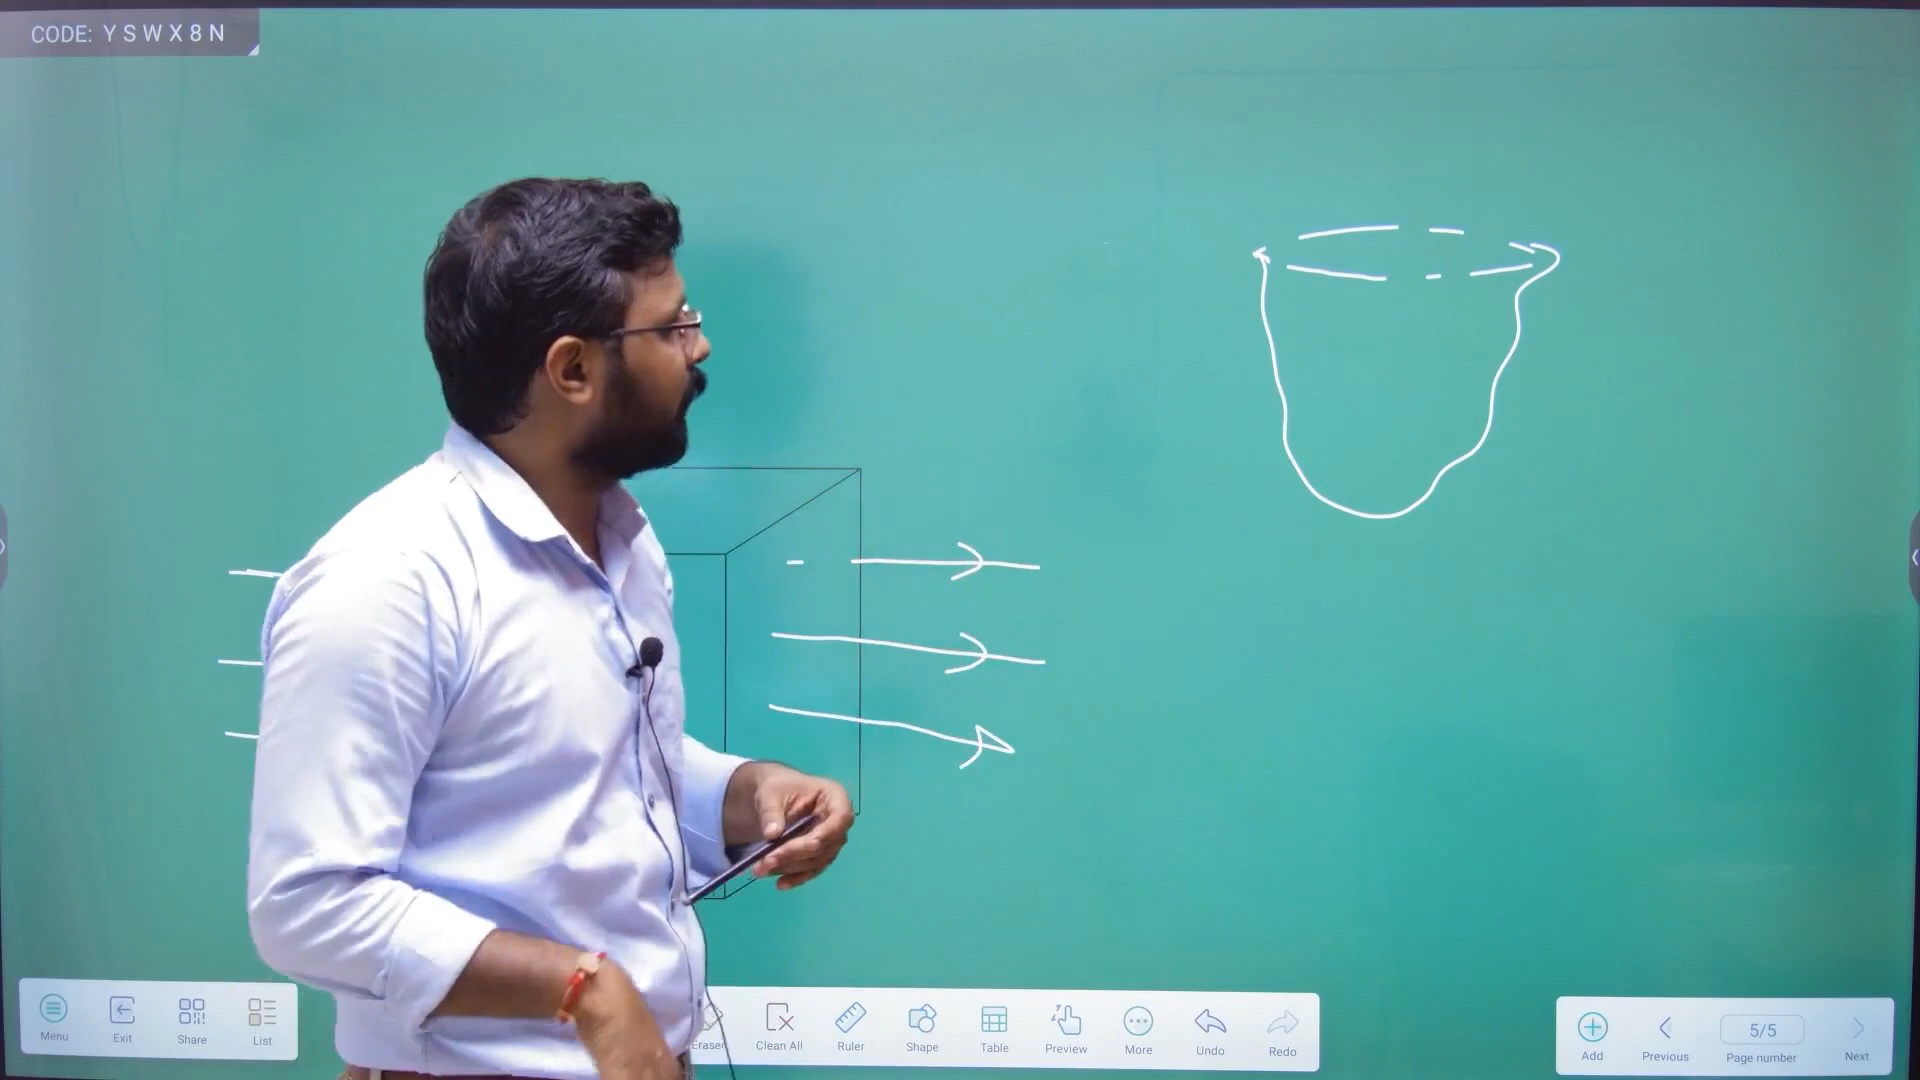 CODE: YSWX8N
Menu
Exit
Share
List
Eraser
Clean All
Ruler
Shape
Table
Preview
More
Undo
Redo
Add
Previous
5/5
Page number
Next